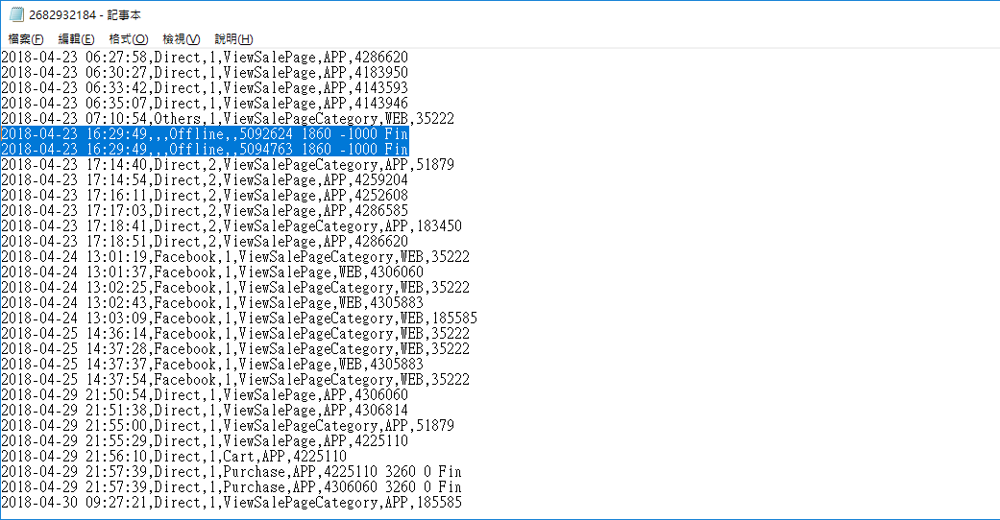 2682932184 - 記事本
檔案(F) 編輯(E) 格式(O) 檢視(V) 說明(H)
2018-04-23 06:27:58,Direct,1,ViewSalePage,APP,4286620
2018-04-23 06:30:27,Direct,1,ViewSalePage,APP,4183950
2018-04-23 06:33:42,Direct,1,ViewSalePage,APP,4143593
2018-04-23 06:35:07,Direct,1,ViewSalePage,APP,4143946
2018-04-23 07:10:54,Others,1,ViewSalePageCategory,WEB,35222
2018-04-23 16:29:49,,,Offline,,5092624 1860 -1000 Fin
2018-04-23 16:29:49,,,Offline,,5094763 1860 -1000 Fin
2018-04-23 17:14:40,Direct,2,ViewSalePageCategory,APP,51879
2018-04-23 17:14:54,Direct,2,ViewSalePage,APP,4259204
2018-04-23 17:16:11,Direct,2,ViewSalePage,APP,4252608
2018-04-23 17:17:03,Direct,2,ViewSalePage,APP,4286585
2018-04-23 17:18:41,Direct,2,ViewSalePageCategory,APP,183450
2018-04-23 17:18:51,Direct,2,ViewSalePage,APP,4286620
2018-04-24 13:01:19,Facebook,1,ViewSalePageCategory,WEB,35222
2018-04-24 13:01:37,Facebook,1,ViewSalePage,WEB,4306060
2018-04-24 13:02:25,Facebook,1,ViewSalePageCategory,WEB,35222
2018-04-24 13:02:43,Facebook,1,ViewSalePage,WEB,4305883
2018-04-24 13:03:09,Facebook,1,ViewSalePageCategory,WEB,185585
2018-04-25 14:36:14,Facebook,1,ViewSalePageCategory,WEB,35222
2018-04-25 14:37:28,Facebook,1,ViewSalePageCategory,WEB,35222
2018-04-25 14:37:37,Facebook,1,ViewSalePage,WEB,4305883
2018-04-25 14:37:54,Facebook,1,ViewSalePageCategory,WEB,35222
2018-04-29 21:50:54,Direct,1,ViewSalePage,APP,4306060
2018-04-29 21:51:38,Direct,1,ViewSalePage,APP,4306814
2018-04-29 21:55:00,Direct,1,ViewSalePageCategory,APP,51879
2018-04-29 21:55:29,Direct,1,ViewSalePage,APP,4225110
2018-04-29 21:56:10,Direct,1,Cart,APP,4225110
2018-04-29 21:57:39,Direct,1,Purchase,APP,4225110 3260 0 Fin
2018-04-29 21:57:39,Direct,1,Purchase,APP,4306060 3260 0 Fin
2018-04-30 09:27:21,Direct,1,ViewSalePageCategory,APP,185585